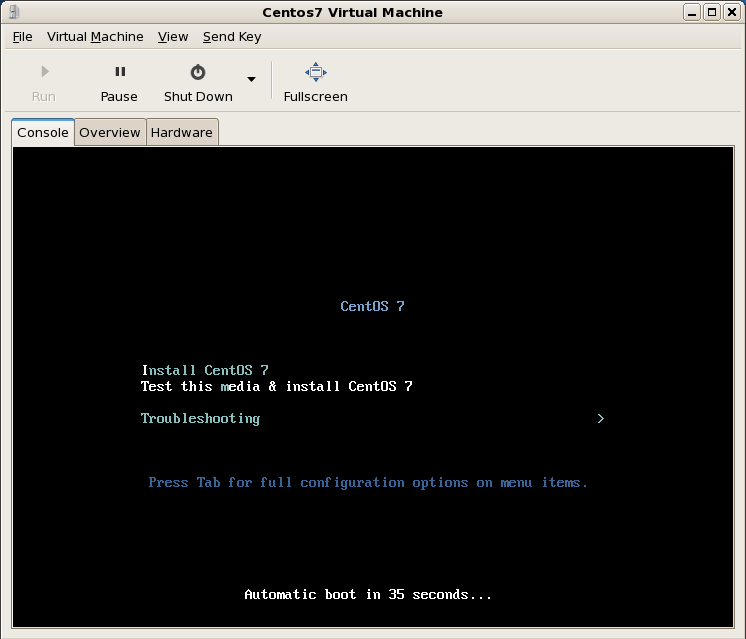 Centos7 Virtual Machine
File Virtual Machine View Send Key
Run Pause Shut Down Fullscreen
Console Overview Hardware
CentOS 7
Install CentOS 7
Test this media & install CentOS 7
Troubleshooting >
Press Tab for full configuration options on menu items.
Automatic boot in 35 seconds...